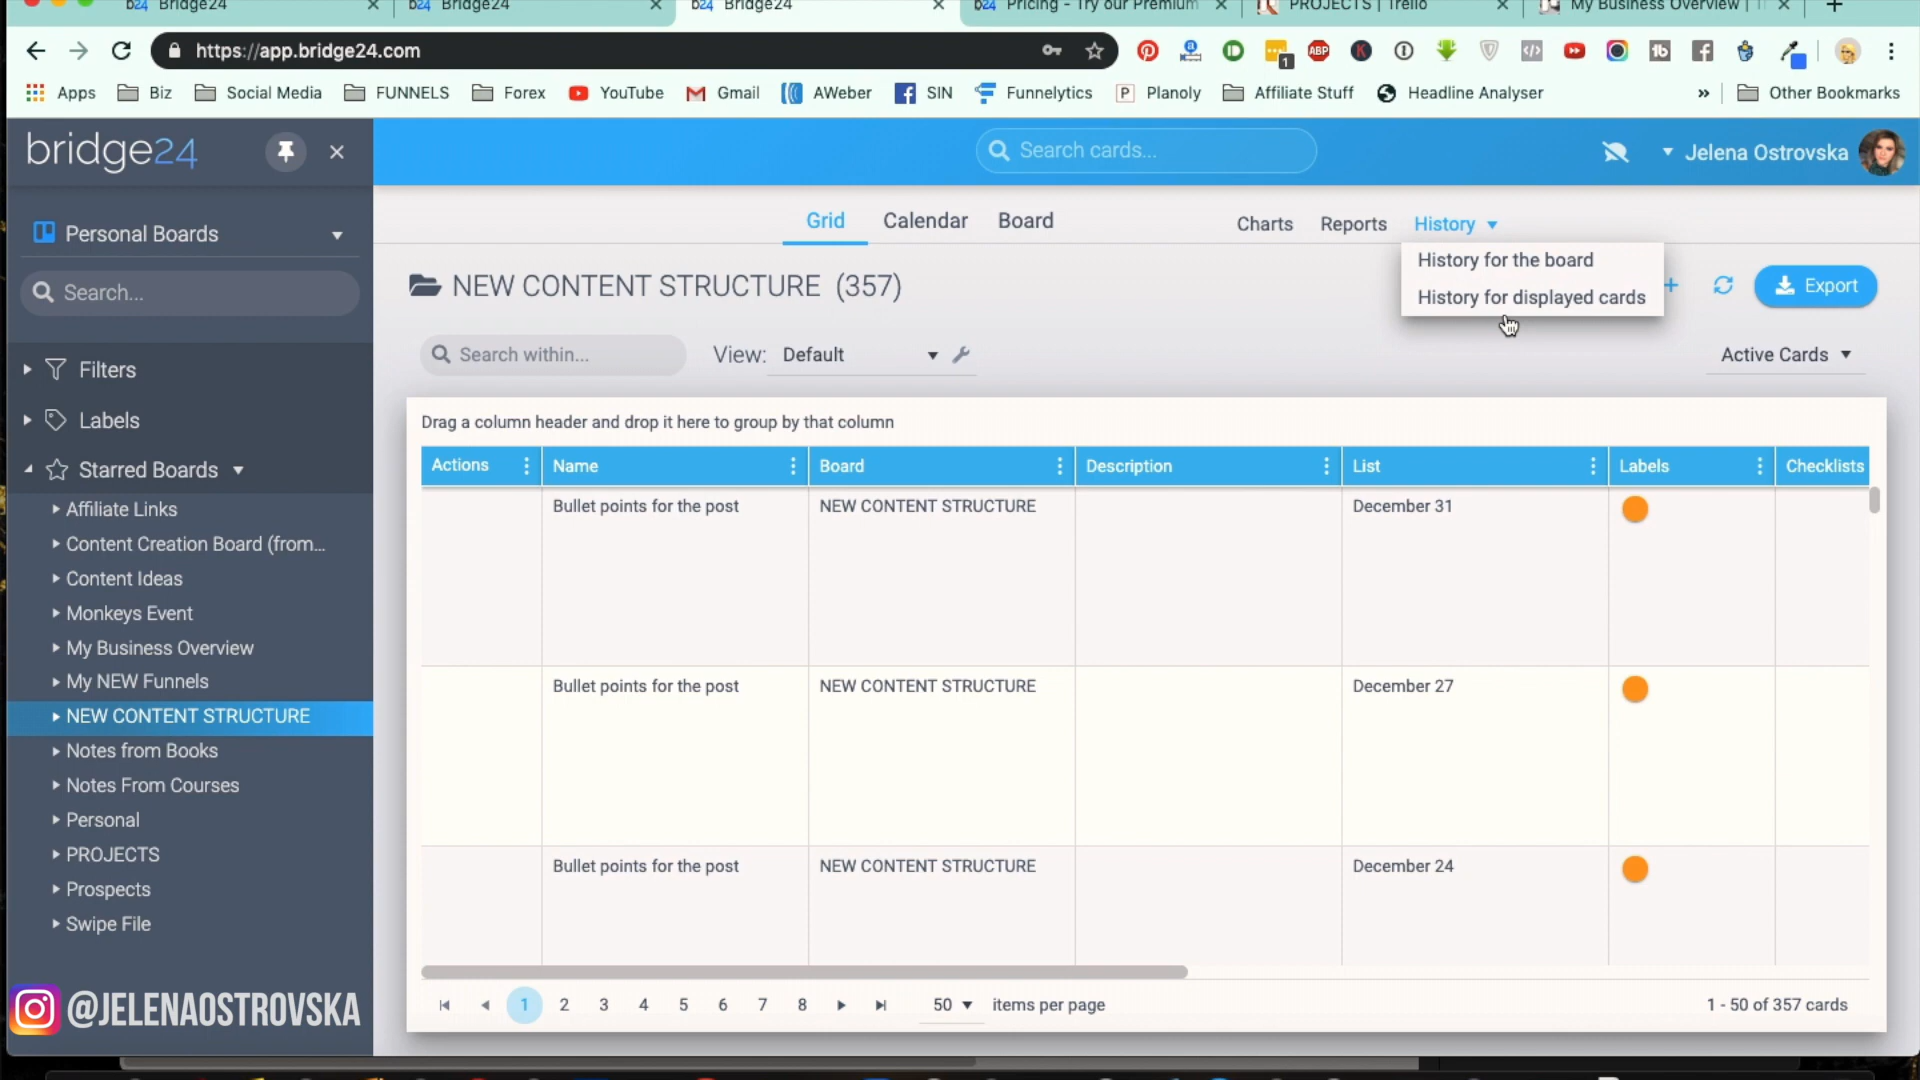 b24 Bridge24
b24 Bridge24
b24 Bridge24
b24 Pricing - Try our Premium
PROJECTS | Trello
My Business Overview |
https://app.bridge24.com
1
ABP
K
Apps
Biz
Social Media
FUNNELS
Forex
YouTube
Gmail
AWeber
SIN
Funnelytics
Planoly
Affiliate Stuff
Headline Analyser
»
Other Bookmarks
bridge24
Search cards...
Jelena Ostrovska
Personal Boards
Search...
Filters
Labels
Starred Boards
Affiliate Links
Content Creation Board (from...
Content Ideas
Monkeys Event
My Business Overview
My NEW Funnels
NEW CONTENT STRUCTURE
Notes from Books
Notes From Courses
Personal
PROJECTS
Prospects
Swipe File
@JELENAOSTROVSKA
Grid Calendar Board
Charts Reports History
History for the board
History for displayed cards
NEW CONTENT STRUCTURE (357)
Export
Search within...
View: Default
Active Cards
Drag a column header and drop it here to group by that column
Actions Name Board Description List Labels Checklists
Bullet points for the post NEW CONTENT STRUCTURE December 31
Bullet points for the post NEW CONTENT STRUCTURE December 27
Bullet points for the post NEW CONTENT STRUCTURE December 24
1 2 3 4 5 6 7 8 50 items per page 1 - 50 of 357 cards